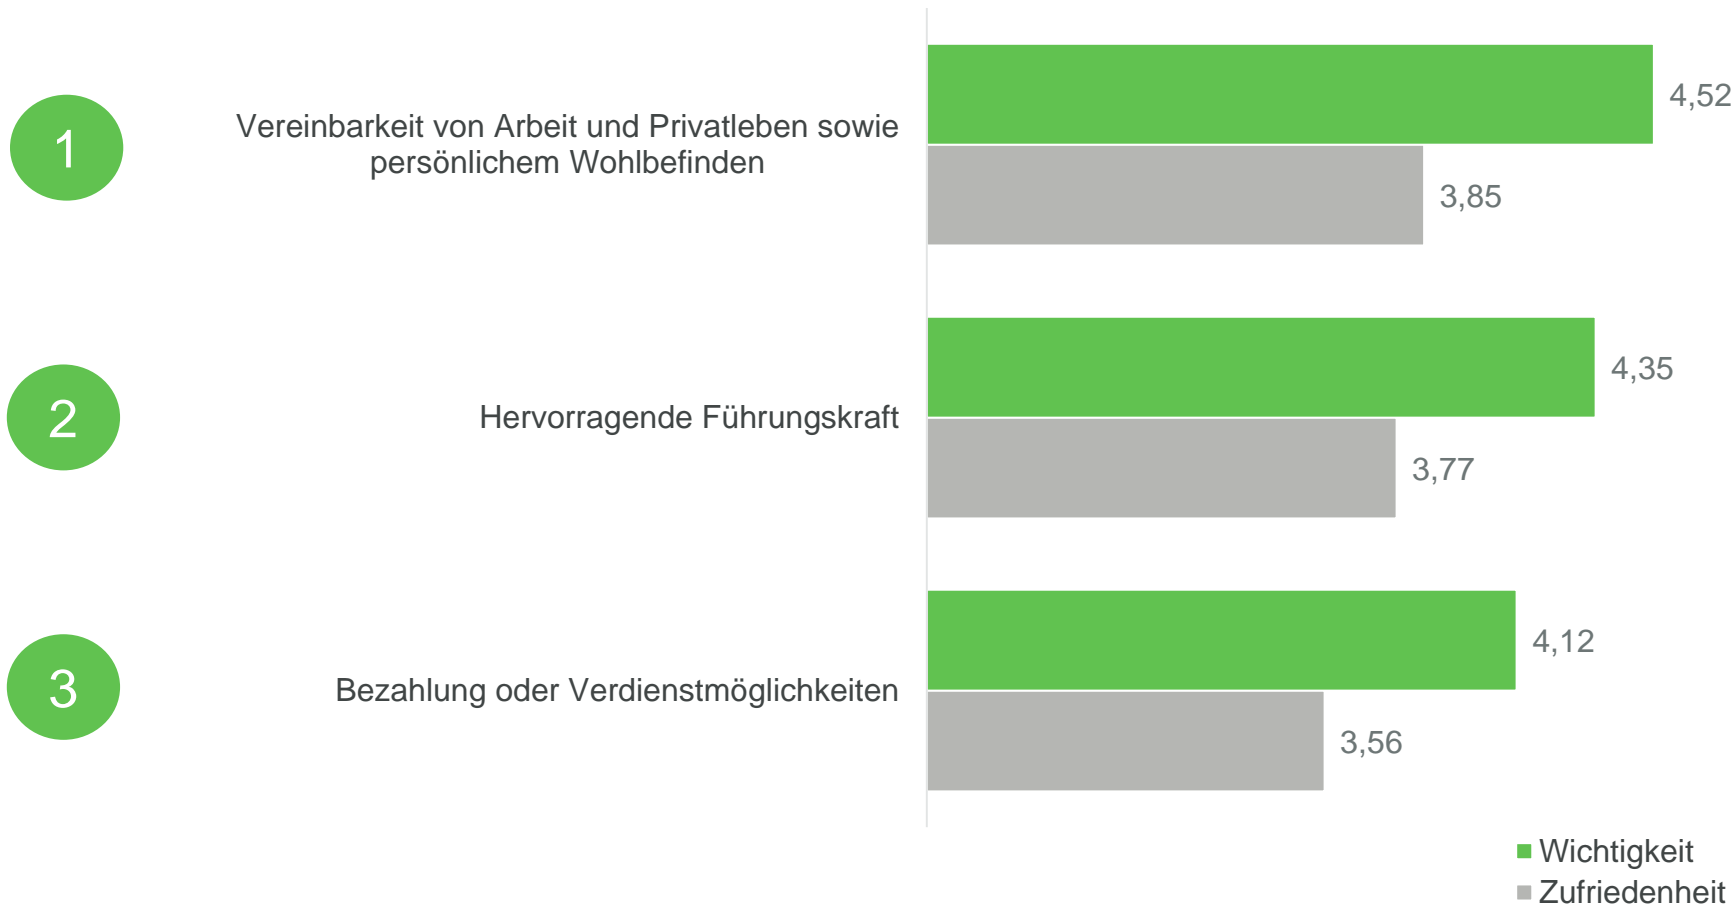 1
Vereinbarkeit von Arbeit und Privatleben sowie
persönlichem Wohlbefinden
4,52
3,85
2
Hervorragende Führungskraft
4,35
3,77
3
Bezahlung oder Verdienstmöglichkeiten
4,12
3,56
Wichtigkeit
Zufriedenheit